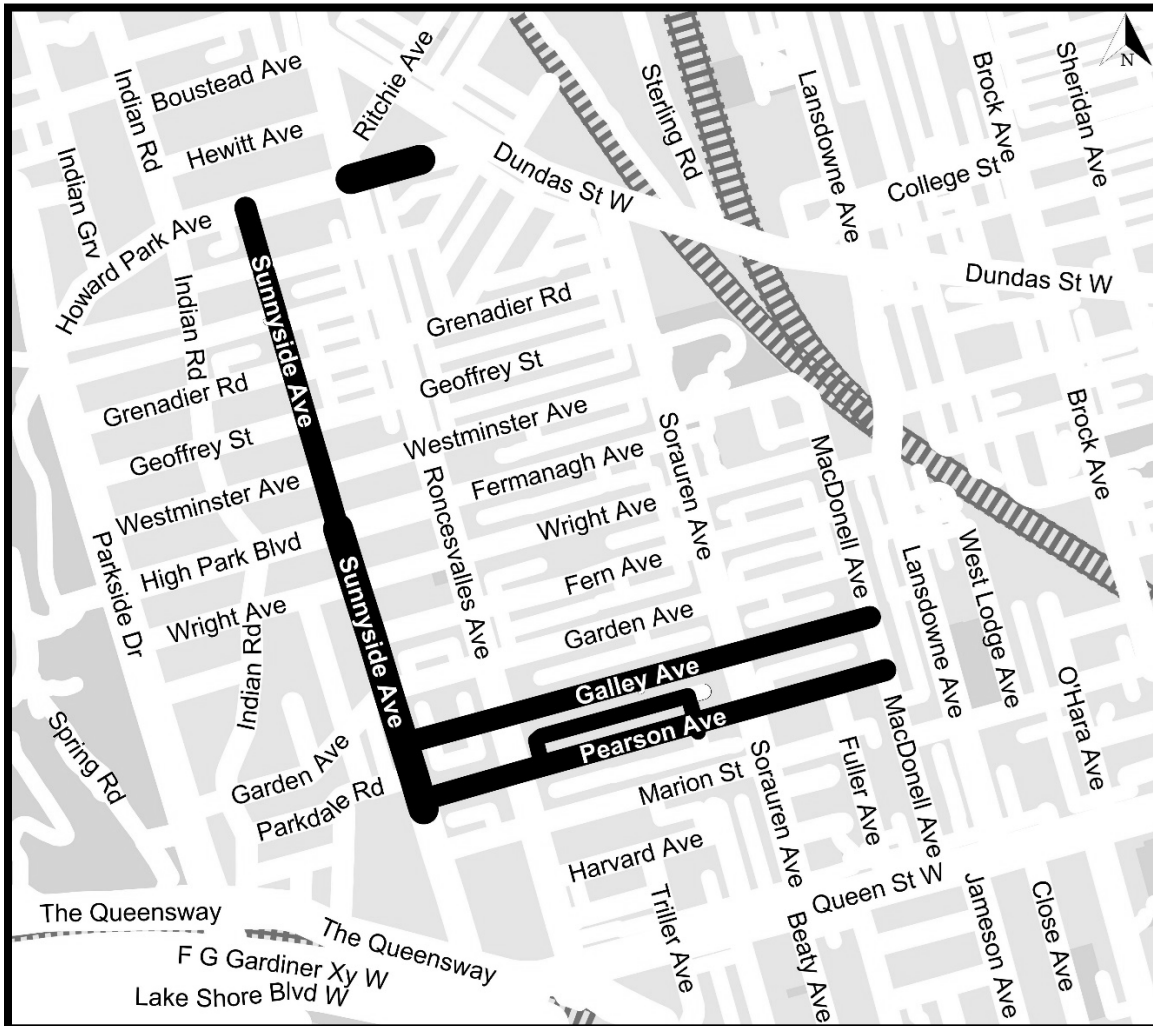 Boustead Ave
Ritchie Ave
Indian Rd
Hewitt Ave
Indian Grv
Howard Park Ave
Sterling Rd
Lansdowne Ave
Brock Ave
Sheridan Ave
N
College St
Dundas St W
Dundas St W
Sunnyside Ave
Indian Rd
Grenadier Rd
Grenadier Rd
Geoffrey St
Geoffrey St
Westminster Ave
Westminster Ave
Fermanagh Ave
High Park Blvd
Wright Ave
Wright Ave
Fern Ave
Garden Ave
Roncesvalles Ave
Sorauren Ave
MacDonell Ave
Brock Ave
Parkside Dr
Sunnyside Ave
Indian Rd
Galley Ave
Pearson Ave
Lansdowne Ave
West Lodge Ave
O'Hara Ave
Spring Rd
Garden Ave
Parkdale Rd
Marion St
Sorauren Ave
Fuller Ave
MacDonell Ave
Harvard Ave
Triller Ave
Queen St W
Beaty Ave
Jameson Ave
Close Ave
The Queensway
The Queensway
F G Gardiner Xy W
Lake Shore Blvd W